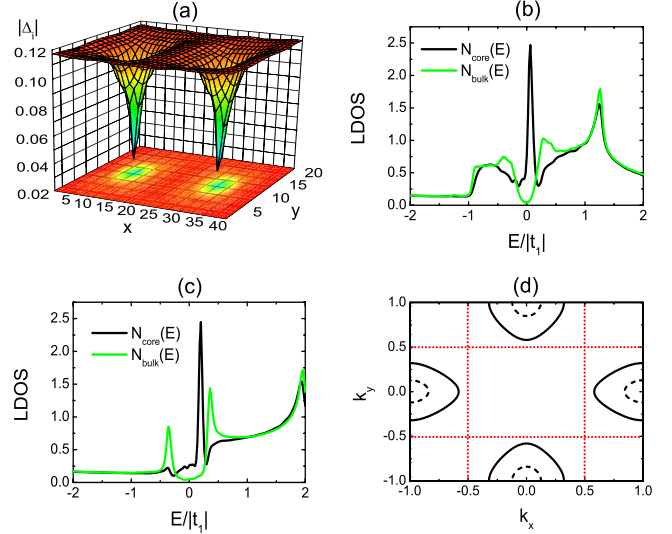 (a)
|Δi|
0.12
0.10
0.08
0.06
0.04
0.02
5 10 15 20 25 30 35 40
x
5 10 15 20
y
(b)
Ncore(E)
Nbulk(E)
LDOS
2.5
2.0
1.5
1.0
0.5
0.0
-2 -1 0 1 2
E/|t1|
(c)
Ncore(E)
Nbulk(E)
LDOS
2.5
2.0
1.5
1.0
0.5
0.0
-2 -1 0 1 2
E/|t1|
(d)
ky
1.0
0.5
0.0
-0.5
-1.0
-1.0 -0.5 0.0 0.5 1.0
kx